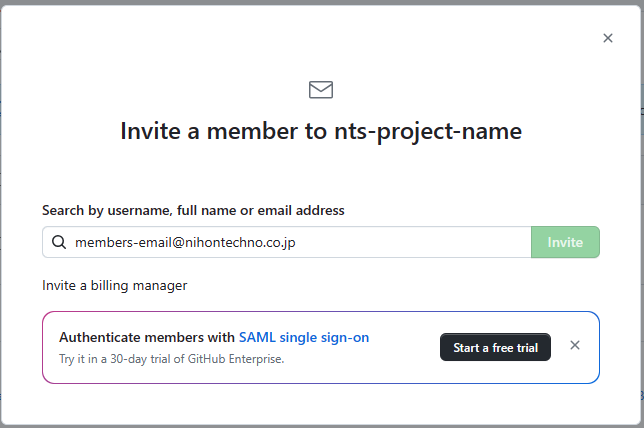 Invite a member to nts-project-name
Search by username, full name or email address
members-email@nihontechno.co.jp
Invite
Invite a billing manager
Authenticate members with SAML single sign-on
Try it in a 30-day trial of GitHub Enterprise.
Start a free trial